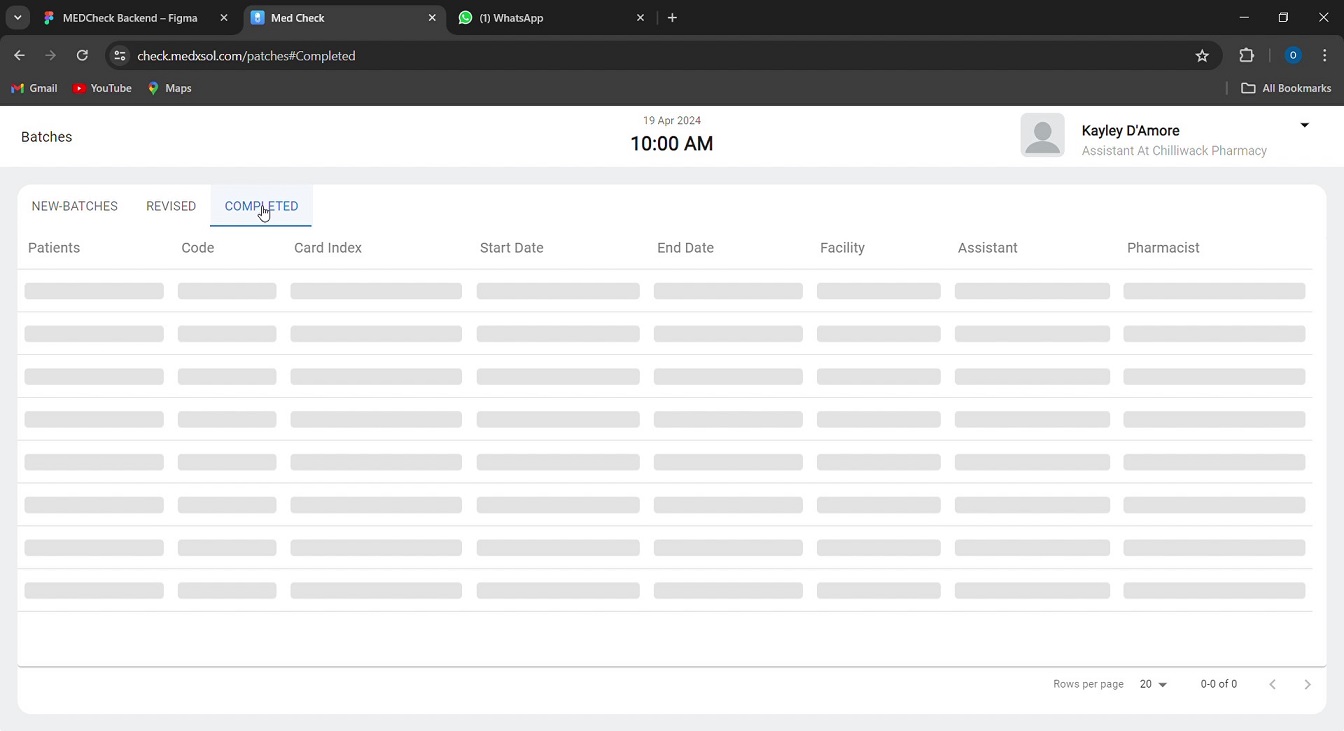 MEDCheck Backend – Figma
Med Check
(1) WhatsApp
check.medxsol.com/patches#Completed
O
Gmail
YouTube
Maps
All Bookmarks
Batches
19 Apr 2024
10:00 AM
Kayley D'Amore
Assistant At Chilliwack Pharmacy
NEW-BATCHES REVISED COMPLETED
Patients Code Card Index Start Date End Date Facility Assistant Pharmacist
Rows per page 20 0-0 of 0